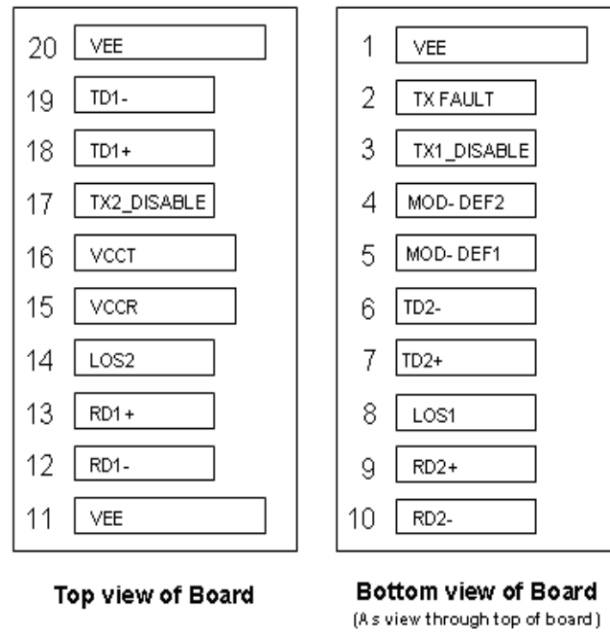 20 VEE
19 TD1-
18 TD1+
17 TX2_DISABLE
16 VCCT
15 VCCR
14 LOS2
13 RD1+
12 RD1-
11 VEE
Top view of Board
1 VEE
2 TX FAULT
3 TX1_DISABLE
4 MOD- DEF2
5 MOD- DEF1
6 TD2-
7 TD2+
8 LOS1
9 RD2+
10 RD2-
Bottom view of Board
(As view through top of board)